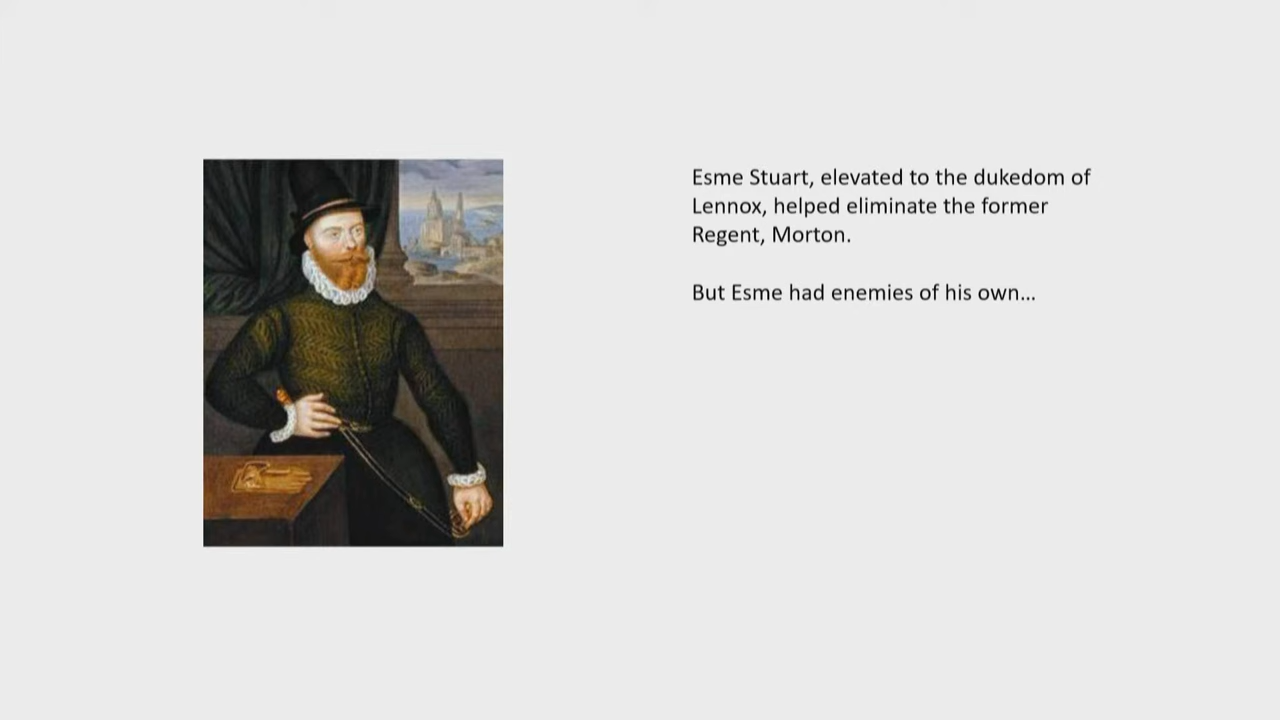 Esme Stuart, elevated to the dukedom of
Lennox, helped eliminate the former
Regent, Morton.
But Esme had enemies of his own…